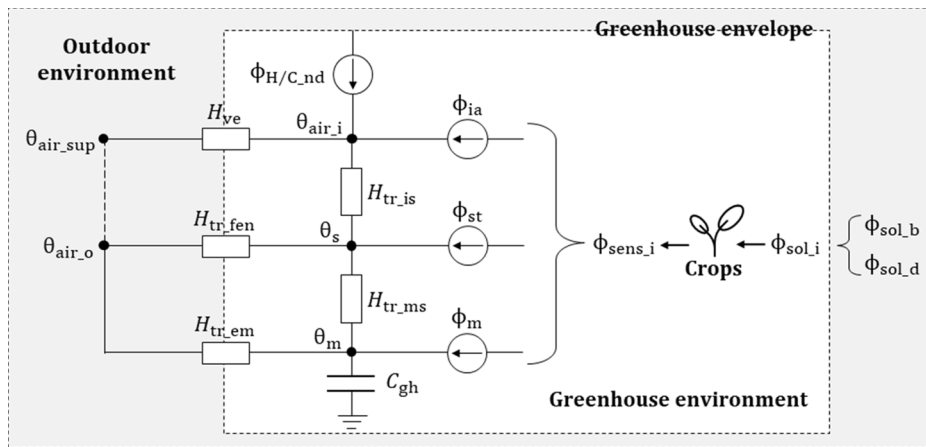 Greenhouse envelope
Outdoor
environment
ϕH/C_nd
Hve
θair_i
ϕia
θair_sup
Htr_is
Htr_fen
θs
ϕst
θair_o
ϕsens_i
Crops
ϕsol_i
ϕsol_b
ϕsol_d
Htr_ms
Htr_em
θm
ϕm
Cgh
Greenhouse environment